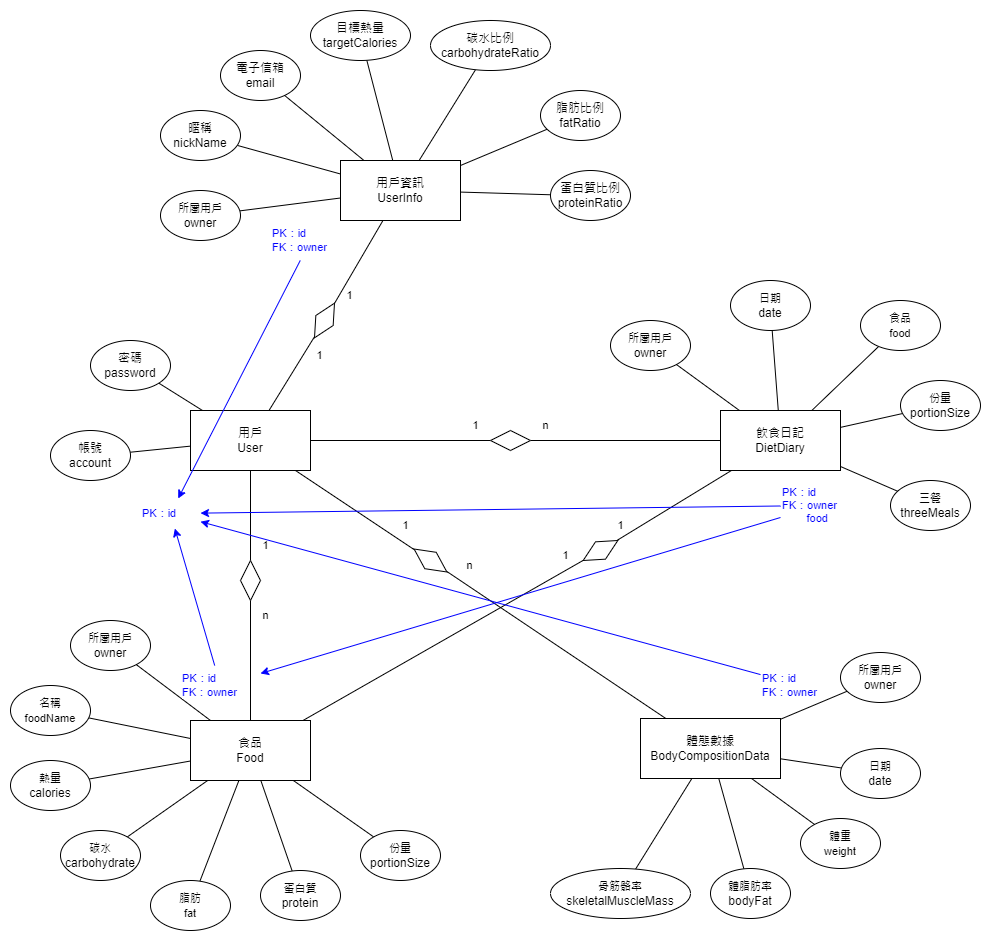 目標熱量
targetCalories
碳水比例
carbohydrateRatio
電子信箱
email
脂肪比例
fatRatio
暱稱
nickName
用戶資訊
UserInfo
蛋白質比例
proteinRatio
所屬用戶
owner
PK : id
FK : owner
1
1
日期
date
食品
food
所屬用戶
owner
密碼
password
份量
portionSize
帳號
account
用戶
User
1
n
飲食日記
DietDiary
三餐
threeMeals
PK : id
PK : id
FK : owner
food
1
1
1
1
n
n
所屬用戶
owner
PK : id
FK : owner
PK : id
FK : owner
所屬用戶
owner
名稱
foodName
食品
Food
體態數據
BodyCompositionData
熱量
calories
日期
date
碳水
carbohydrate
份量
portionSize
體重
weight
脂肪
fat
蛋白質
protein
骨筋骼率
skeletalMuscleMass
體脂肪率
bodyFat